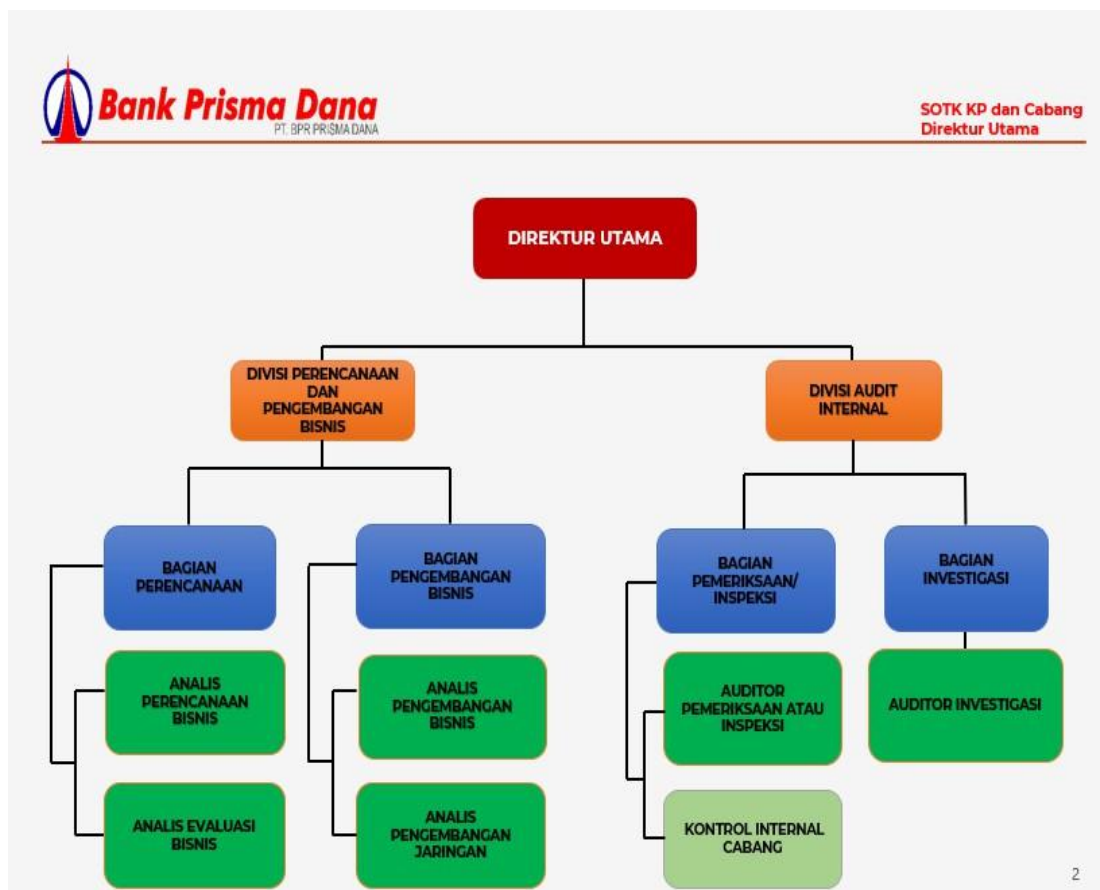 Bank Prisma Dana
PT. BPR PRISMA DANA
SOTK KP dan Cabang
Direktur Utama
DIREKTUR UTAMA
DIVISI PERENCANAAN
DAN
PENGEMBANGAN
BISNIS
DIVISI AUDIT
INTERNAL
BAGIAN
PERENCANAAN
BAGIAN
PENGEMBANGAN
BISNIS
BAGIAN
PEMERIKSAAN/
INSPEKSI
BAGIAN
INVESTIGASI
ANALIS
PERENCANAAN
BISNIS
ANALIS
PENGEMBANGAN
BISNIS
AUDITOR
PEMERIKSAAN ATAU
INSPEKSI
AUDITOR INVESTIGASI
ANALIS EVALUASI
BISNIS
ANALIS
PENGEMBANGAN
JARINGAN
KONTROL INTERNAL
CABANG
2